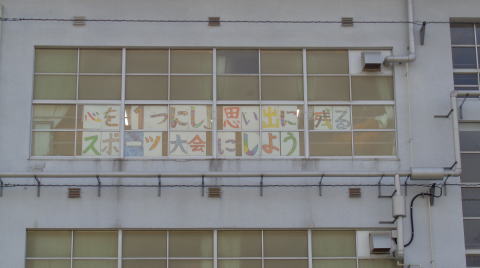 心を1つにし、思い出に残る
スポーツ大会にしよう